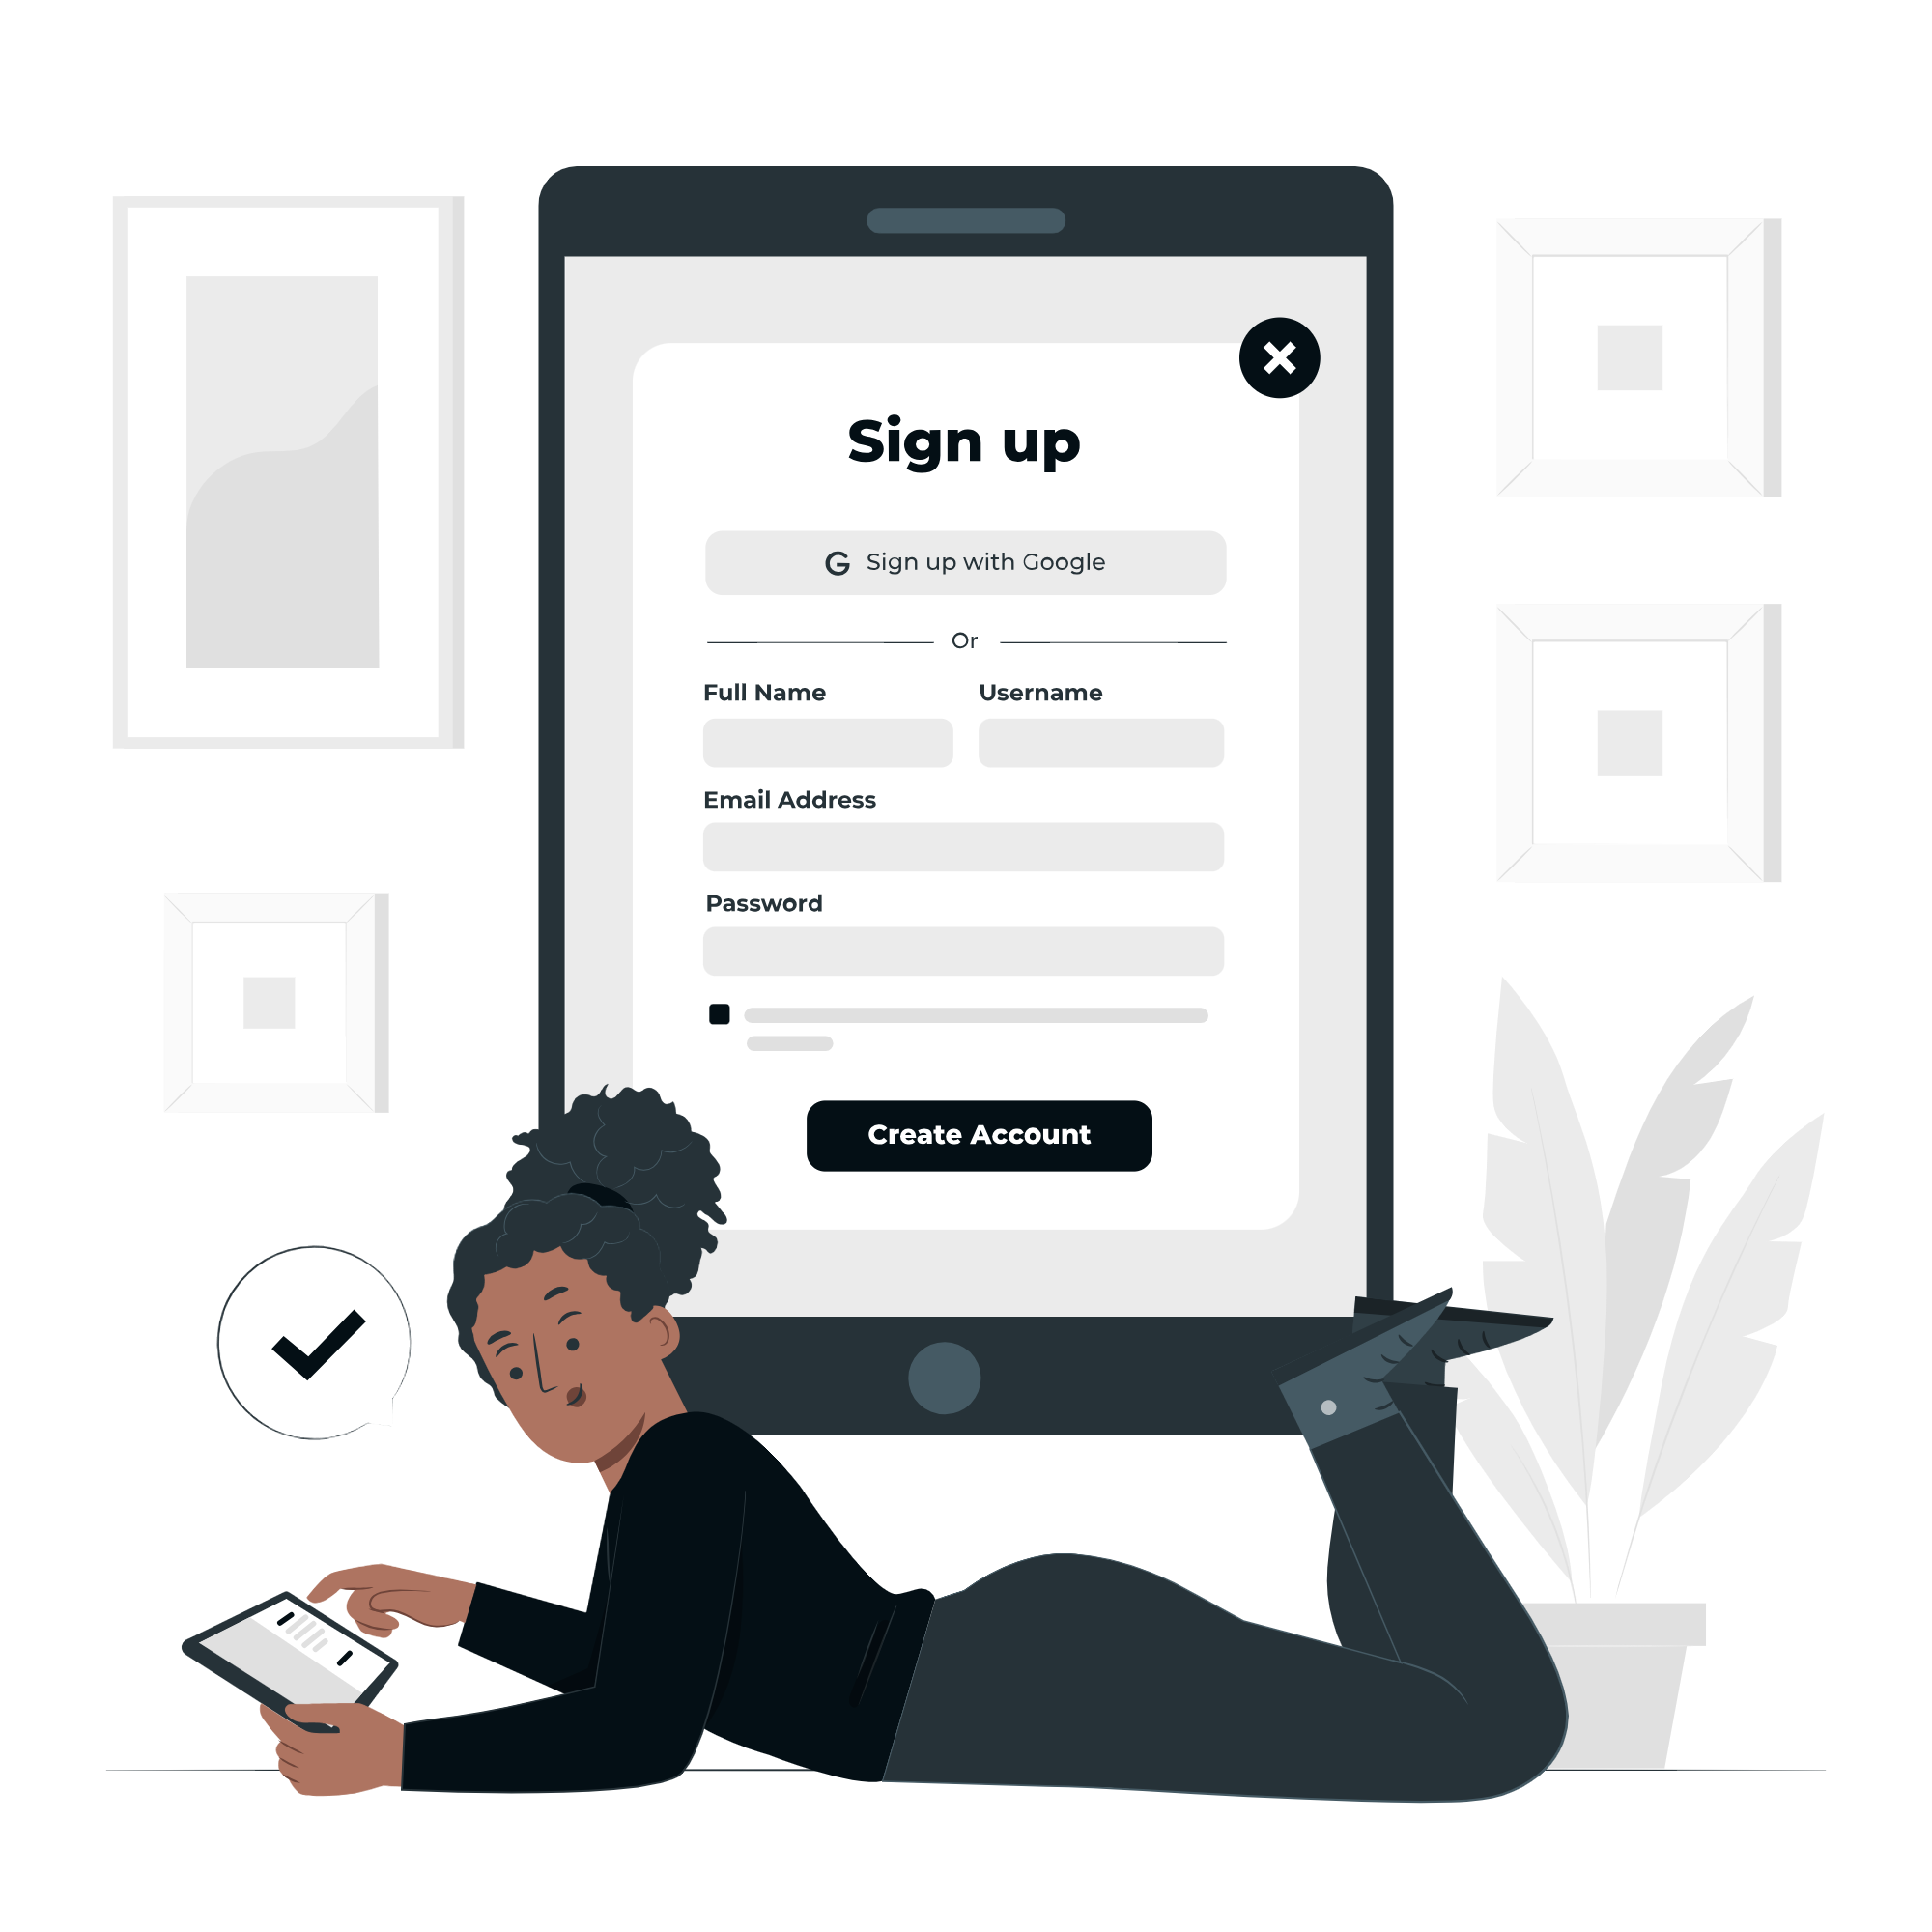 Sign up
G Sign up with Google
Or
Full Name Username
Email Address
Password
Create Account